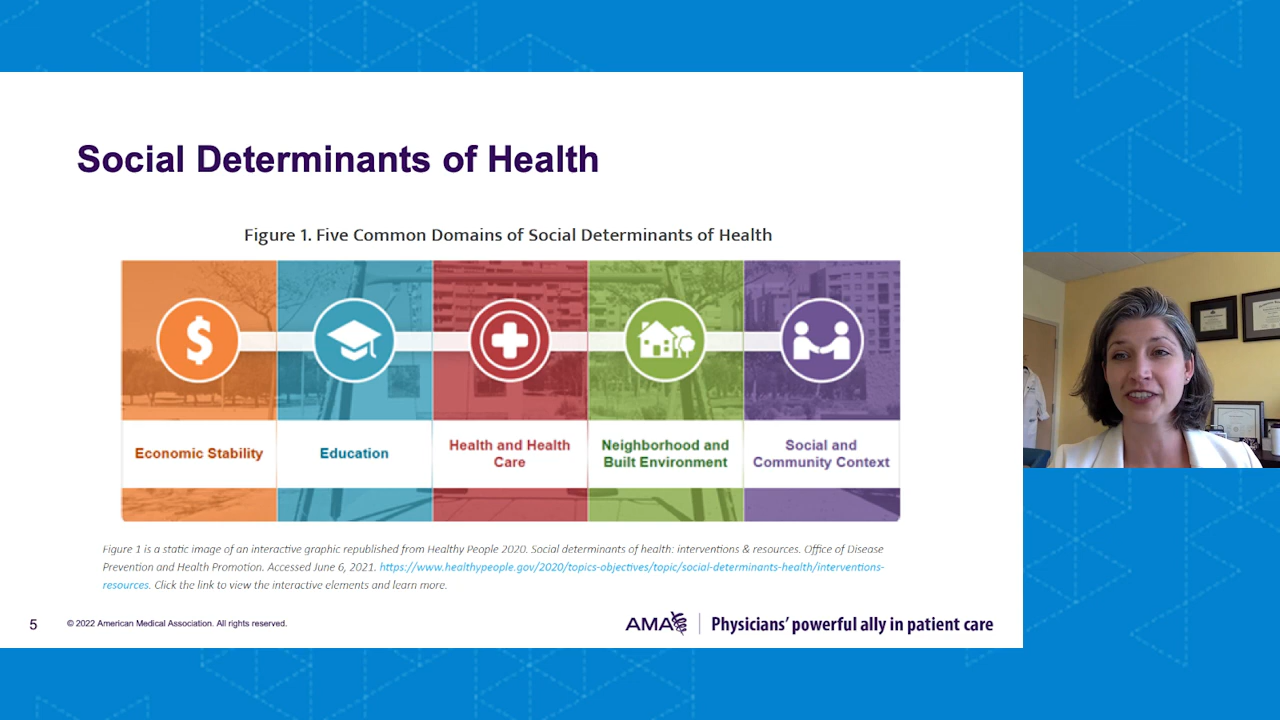 Social Determinants of Health
Figure 1. Five Common Domains of Social Determinants of Health
Economic Stability
Education
Health and Health
Care
Neighborhood and
Built Environment
Social and
Community Context
Figure 1 is a static image of an interactive graphic republished from Healthy People 2020. Social determinants of health: interventions & resources. Office of Disease
Prevention and Health Promotion. Accessed June 6, 2021. https://www.healthypeople.gov/2020/topics-objectives/topic/social-determinants-health/interventions-
resources. Click the link to view the interactive elements and learn more.
5
© 2022 American Medical Association. All rights reserved.
AMA
Physicians’ powerful ally in patient care